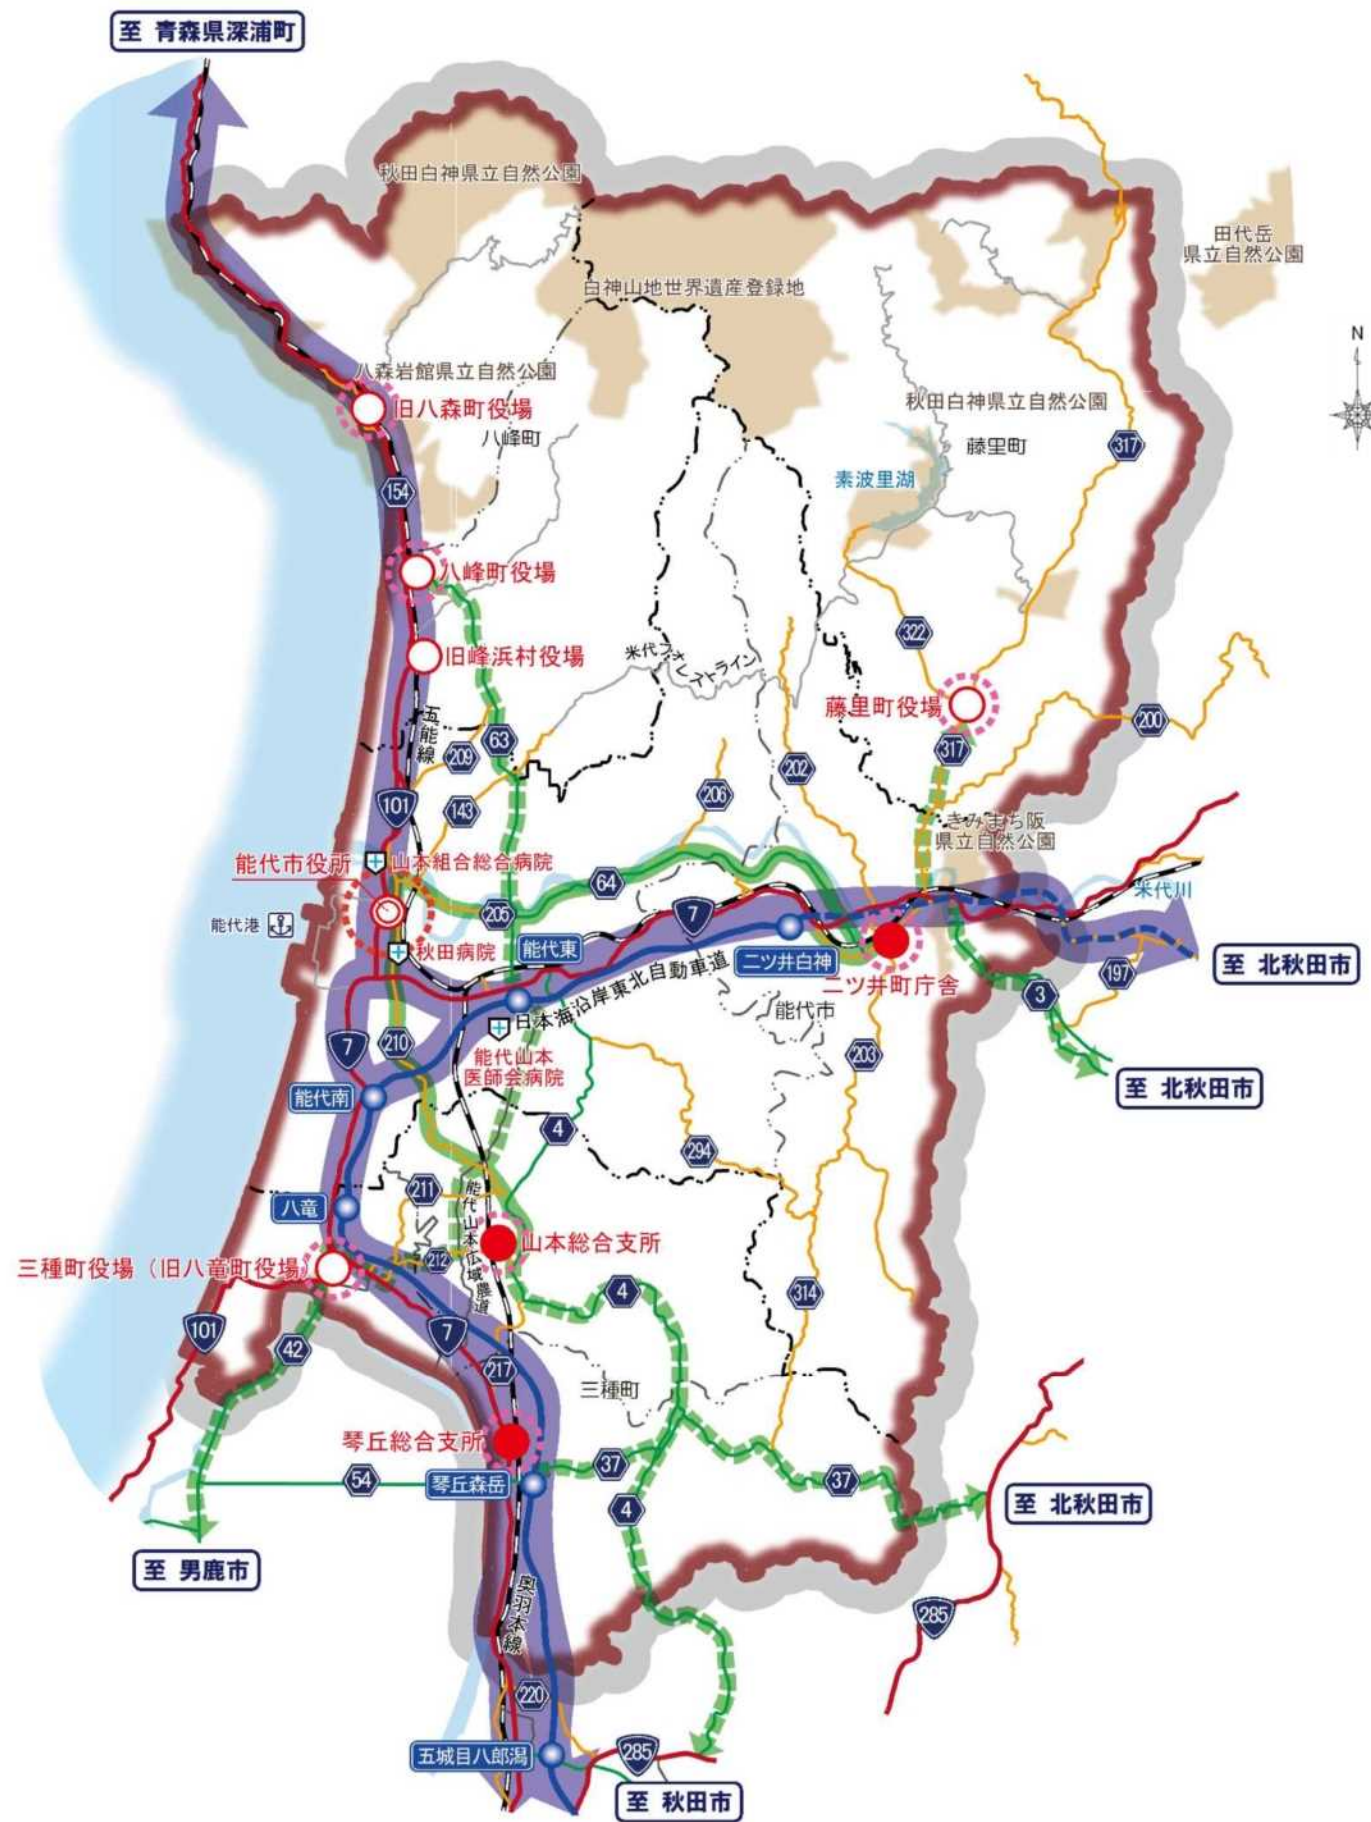 至 青森県深浦町
秋田白神県立自然公園
田代岳
県立自然公園
白神山地世界遺産登録地
N
八森岩館県立自然公園
旧八森町役場
八峰町
秋田白神県立自然公園
藤里町
317
素波里湖
154
八峰町役場
322
旧峰浜村役場
米代フォレストライン
藤里町役場
五能線
63
209
317
200
202
206
101
143
きみまち阪
県立自然公園
能代市役所
山本組合総合病院
64
米代川
205
7
能代港
秋田病院
能代東
二ツ井白神
至 北秋田市
日本海沿岸東北自動車道
二ツ井町庁舎
197
3
能代市
7
210
能代山本
医師会病院
203
至 北秋田市
能代南
4
294
211
八竜
能代山本広域農道
山本総合支所
212
三種町役場（旧八竜町役場）
4
314
101
7
42
217
三種町
琴丘総合支所
37
54
琴丘森岳
37
4
至 北秋田市
至 男鹿市
奥羽本線
285
220
五城目八郎潟
285
至 秋田市